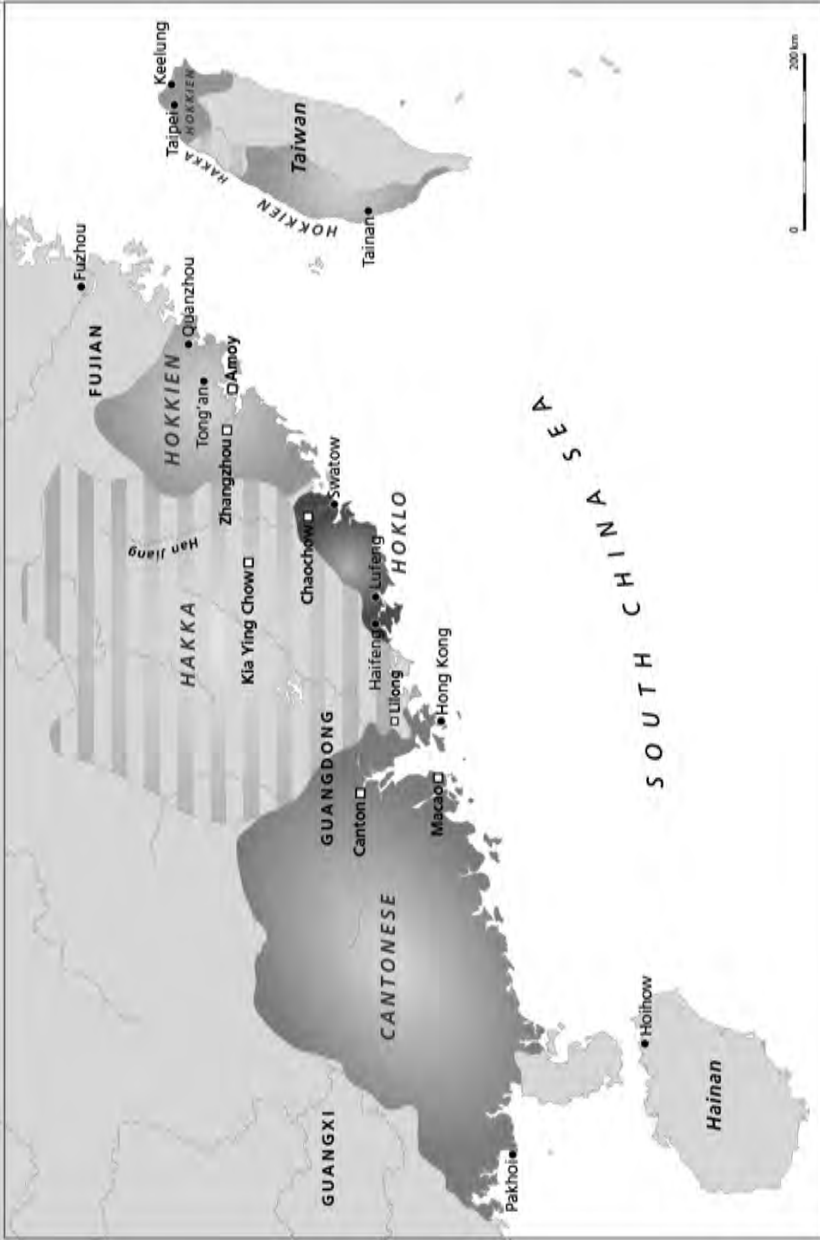 Keelung
Taipei
HOKKIEN
HAKKA
Taiwan
HOKKIEN
Tainan
200 km
0
Fuzhou
FUJIAN
Quanzhou
HOKKIEN
Tong'an
Amoy
Zhangzhou
Han Jiang
Swatow
Chaochow
HOKLO
HAKKA
Kia Ying Chow
Lufeng
Haifeng
Lilong
Hong Kong
GUANGDONG
Canton
Macao
SOUTH CHINA SEA
CANTONESE
GUANGXI
Pakhoi
Hoihow
Hainan